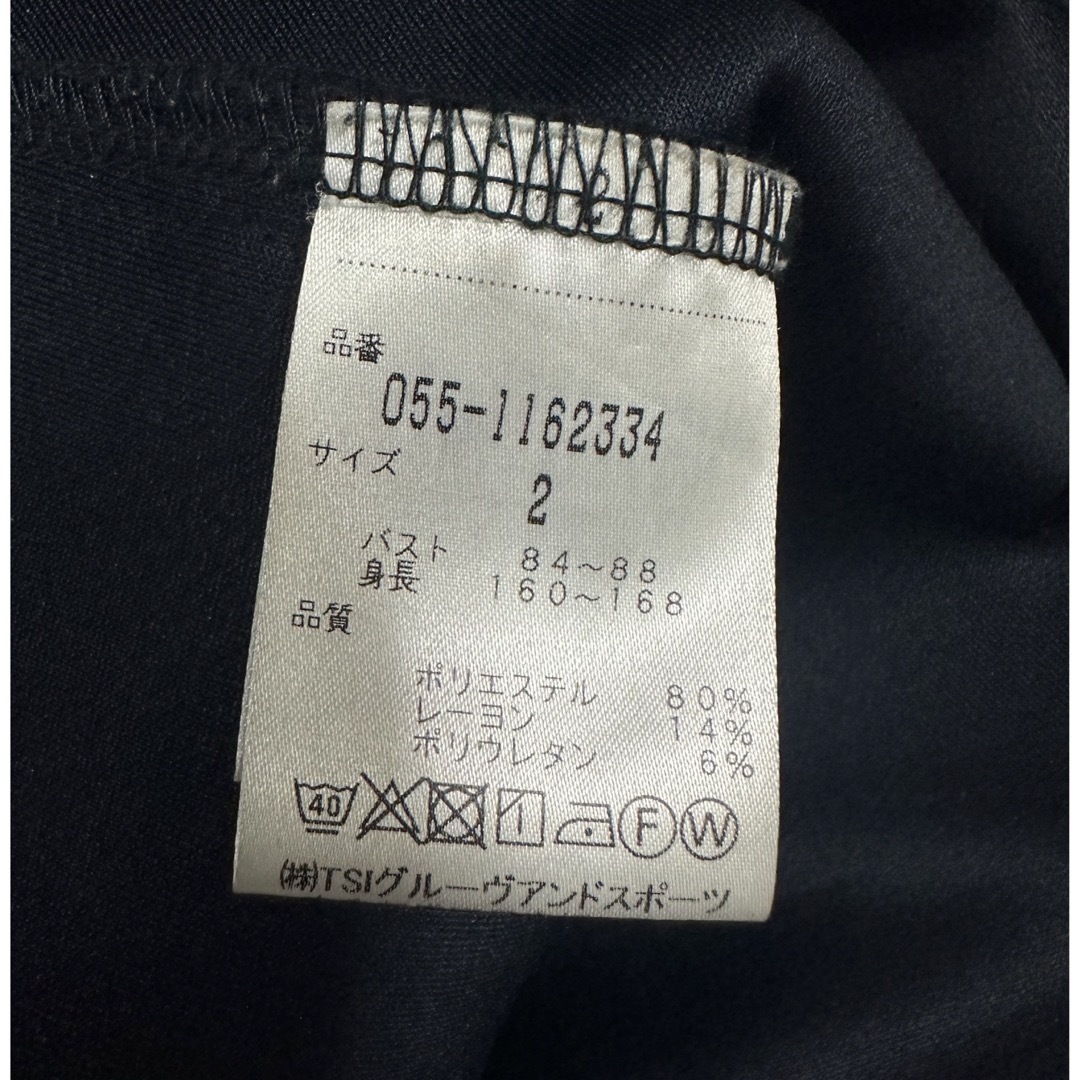 品番
055-1162334
サイズ
2
バスト 84～88
身長 160～168
品質
ポリエステル 80%
レーヨン 14%
ポリウレタン 6%
40 F W
㈱TSIグルーヴアンドスポーツ